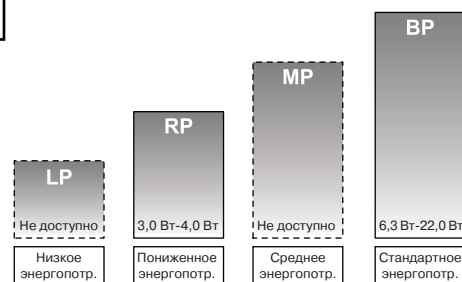 BP
MP
RP
LP
Не доступно
3,0 Вт-4,0 Вт
Не доступно
6,3 Вт-22,0 Вт
Низкое
энергопотр.
Пониженное
энергопотр.
Среднее
энергопотр.
Стандартное
энергопотр.